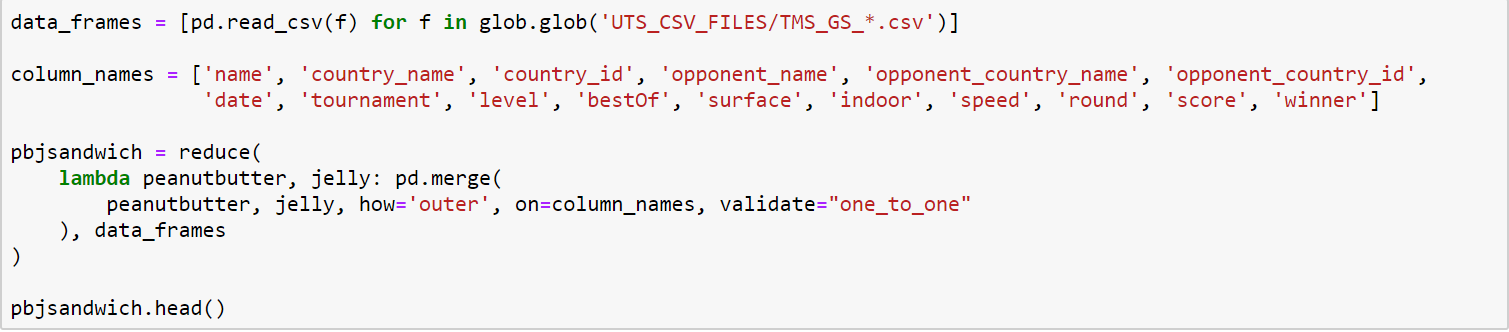 data_frames = [pd.read_csv(f) for f in glob.glob('UTS_CSV_FILES/TMS_GS_*.csv')]
column_names = ['name', 'country_name', 'country_id', 'opponent_name', 'opponent_country_name', 'opponent_country_id',
                'date', 'tournament', 'level', 'bestOf', 'surface', 'indoor', 'speed', 'round', 'score', 'winner']
pbjsandwich = reduce(
    lambda peanutbutter, jelly: pd.merge(
        peanutbutter, jelly, how='outer', on=column_names, validate="one_to_one"
    ), data_frames
)
pbjsandwich.head()